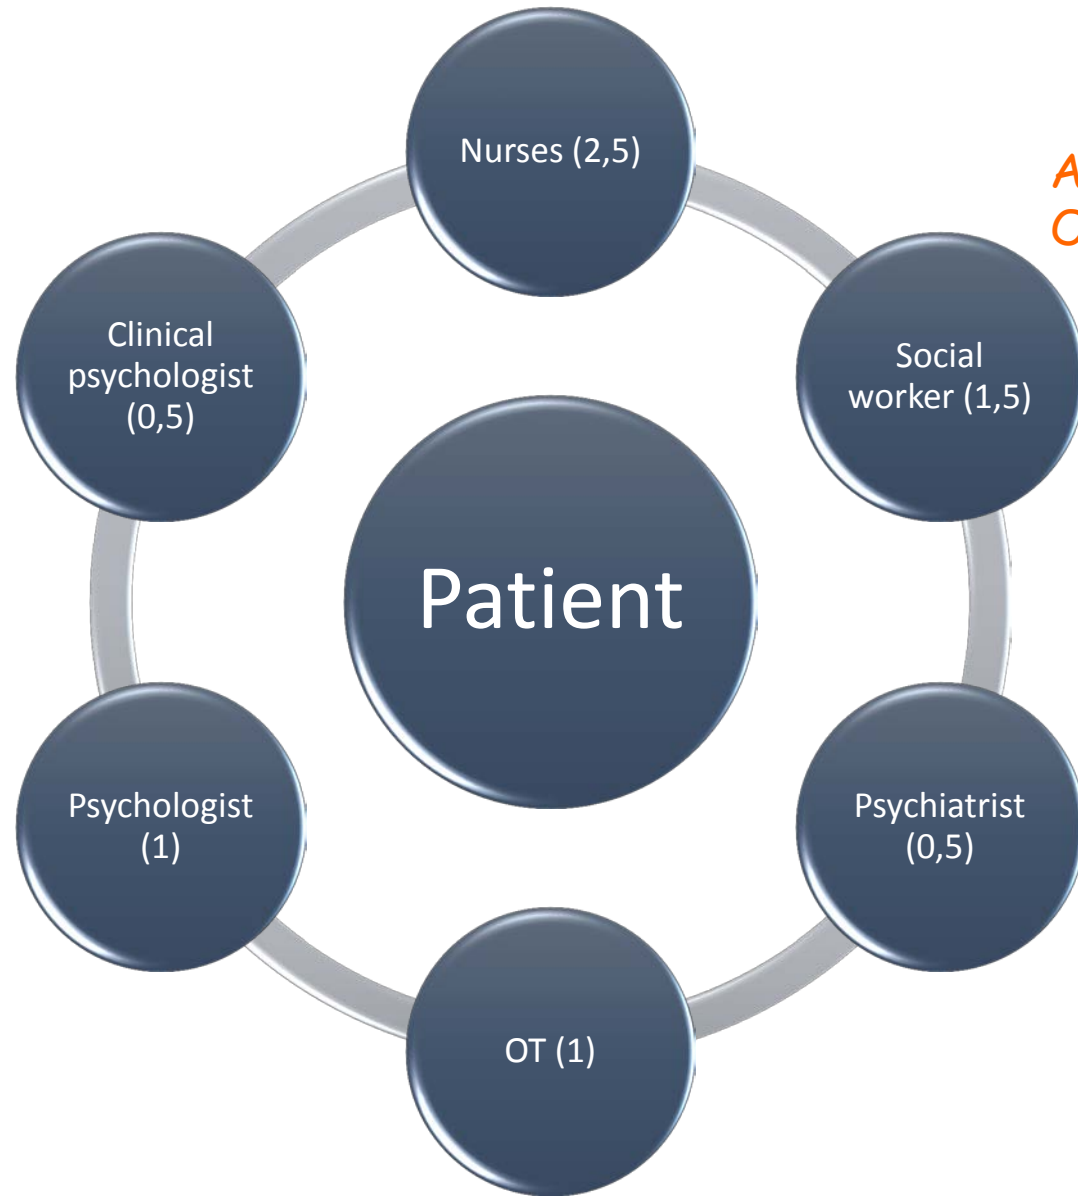 Nurses (2,5)
A
O
Clinical
psychologist
(0,5)
Social
worker (1,5)
Patient
Psychologist
(1)
Psychiatrist
(0,5)
OT (1)